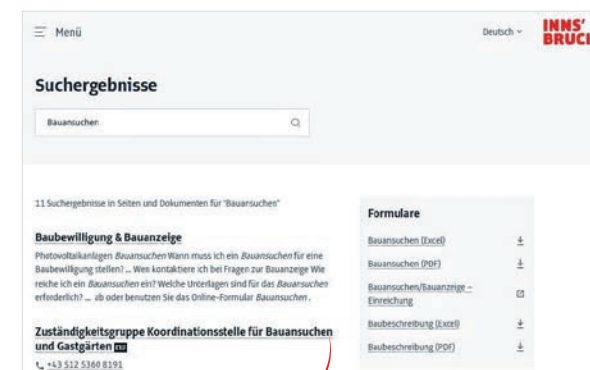 Menü
Deutsch
INNS'
BRUCK
Suchergebnisse
Bauansuchen
11 Suchergebnisse in Seiten und Dokumenten für "Bauansuchen"
Baubewilligung & Bauanzeige
Photovoltaikanlagen Bauansuchen Wann muss ich ein Bauansuchen für eine
Baubewilligung stellen? ... Wen kontaktiere ich bei Fragen zur Bauanzeige Wie
reiche ich ein Bauansuchen ein? Welche Unterlagen sind für das Bauansuchen
erforderlich? ... ab oder benutzen Sie das Online-Formular Bauansuchen.
Zuständigkeitsgruppe Koordinationsstelle für Bauansuchen
und Gastgärten
+43 512 5360 8191
Formulare
Bauansuchen (Excel)
Bauansuchen (PDF)
Bauansuchen/Bauanzeige –
Einreichung
Baubeschreibung (Excel)
Baubeschreibung (PDF)